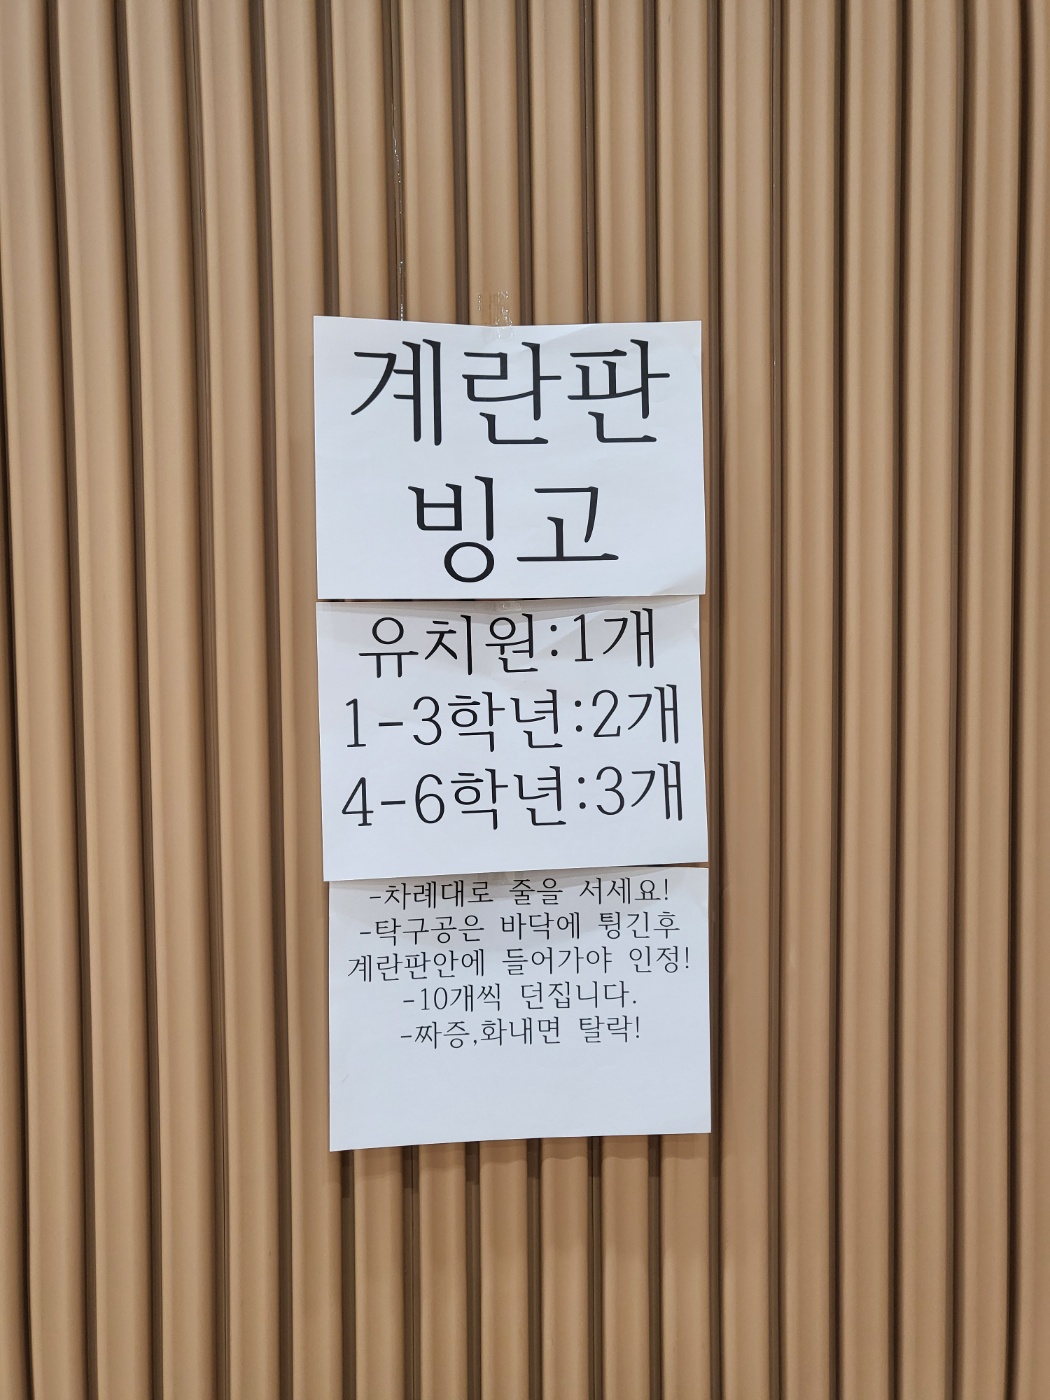 계란판
빙고
유치원:1개
1-3학년:2개
4-6학년:3개
-차례대로 줄을 서세요!
-탁구공은 바닥에 튕긴후
계란판안에 들어가야 인정!
-10개씩 던집니다.
-짜증,화내면 탈락!